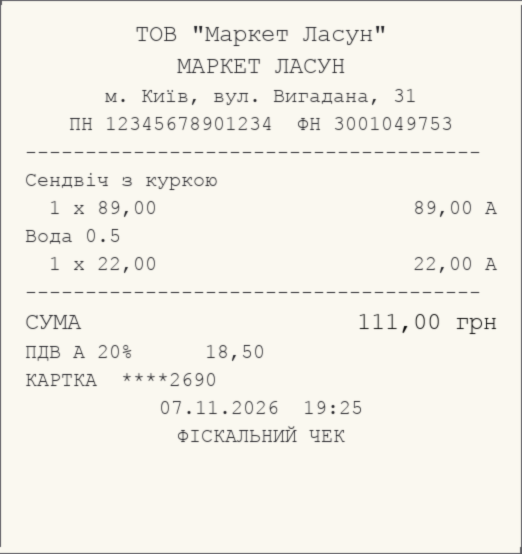 ТОВ "Маркет Ласун"
МАРКЕТ ЛАСУН
м. Київ, вул. Вигадана, 31
ПН 12345678901234 ФН 3001049753
--------------------------------------
Сендвіч з куркою
1 x 89,00 89,00 А
Вода 0.5
1 x 22,00 22,00 А
--------------------------------------
СУМА 111,00 грн
ПДВ А 20% 18,50
КАРТКА ****2690
07.11.2026 19:25
ФІСКАЛЬНИЙ ЧЕК